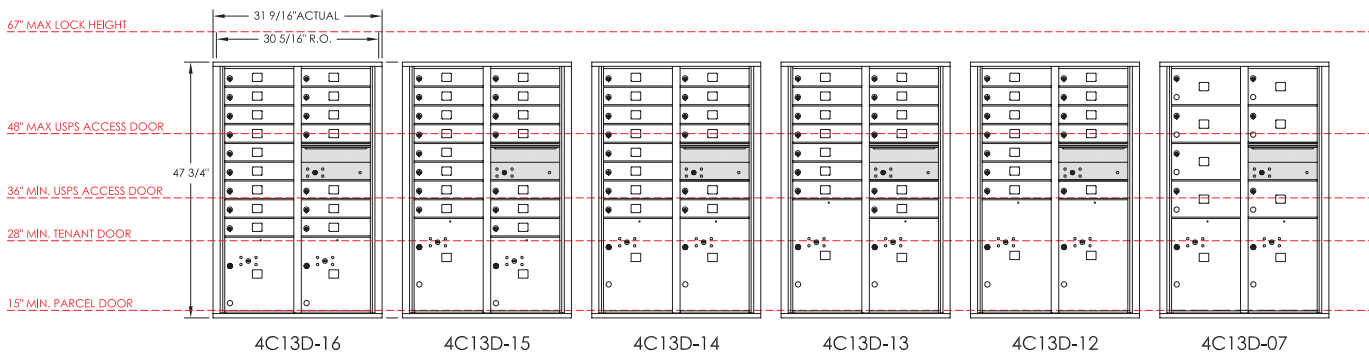 31 9/16"ACTUAL
67" MAX LOCK HEIGHT
30 5/16" R.O.
48" MAX USPS ACCESS DOOR
47 3/4"
36" MIN. USPS ACCESS DOOR
28" MIN. TENANT DOOR
15" MIN. PARCEL DOOR
4C13D-16
4C13D-15
4C13D-14
4C13D-13
4C13D-12
4C13D-07